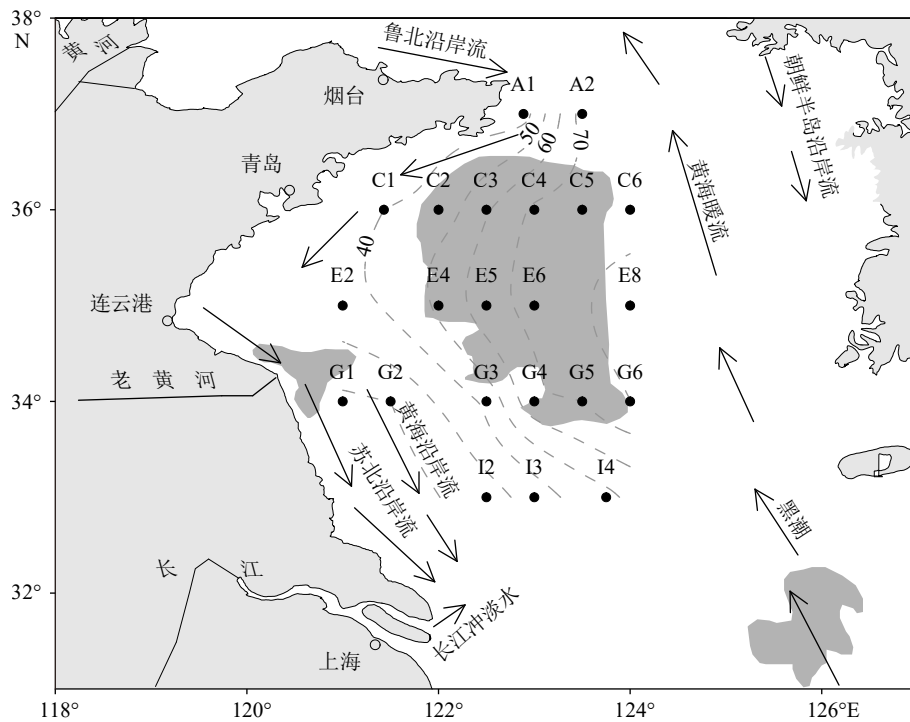 38°
N
黄河
鲁北沿岸流
朝鲜半岛沿岸流
烟台
A1 A2
50
60
70
青岛
黄海暖流
C1 C2 C3 C4 C5 C6
36°
40
E2 E4 E5 E6 E8
连云港
老黄河
G1 G2 G3 G4 G5 G6
34°
黄海沿岸流
苏北沿岸流
I2 I3 I4
黑潮
长江
32°
长江冲淡水
上海
118° 120° 122° 124° 126°E